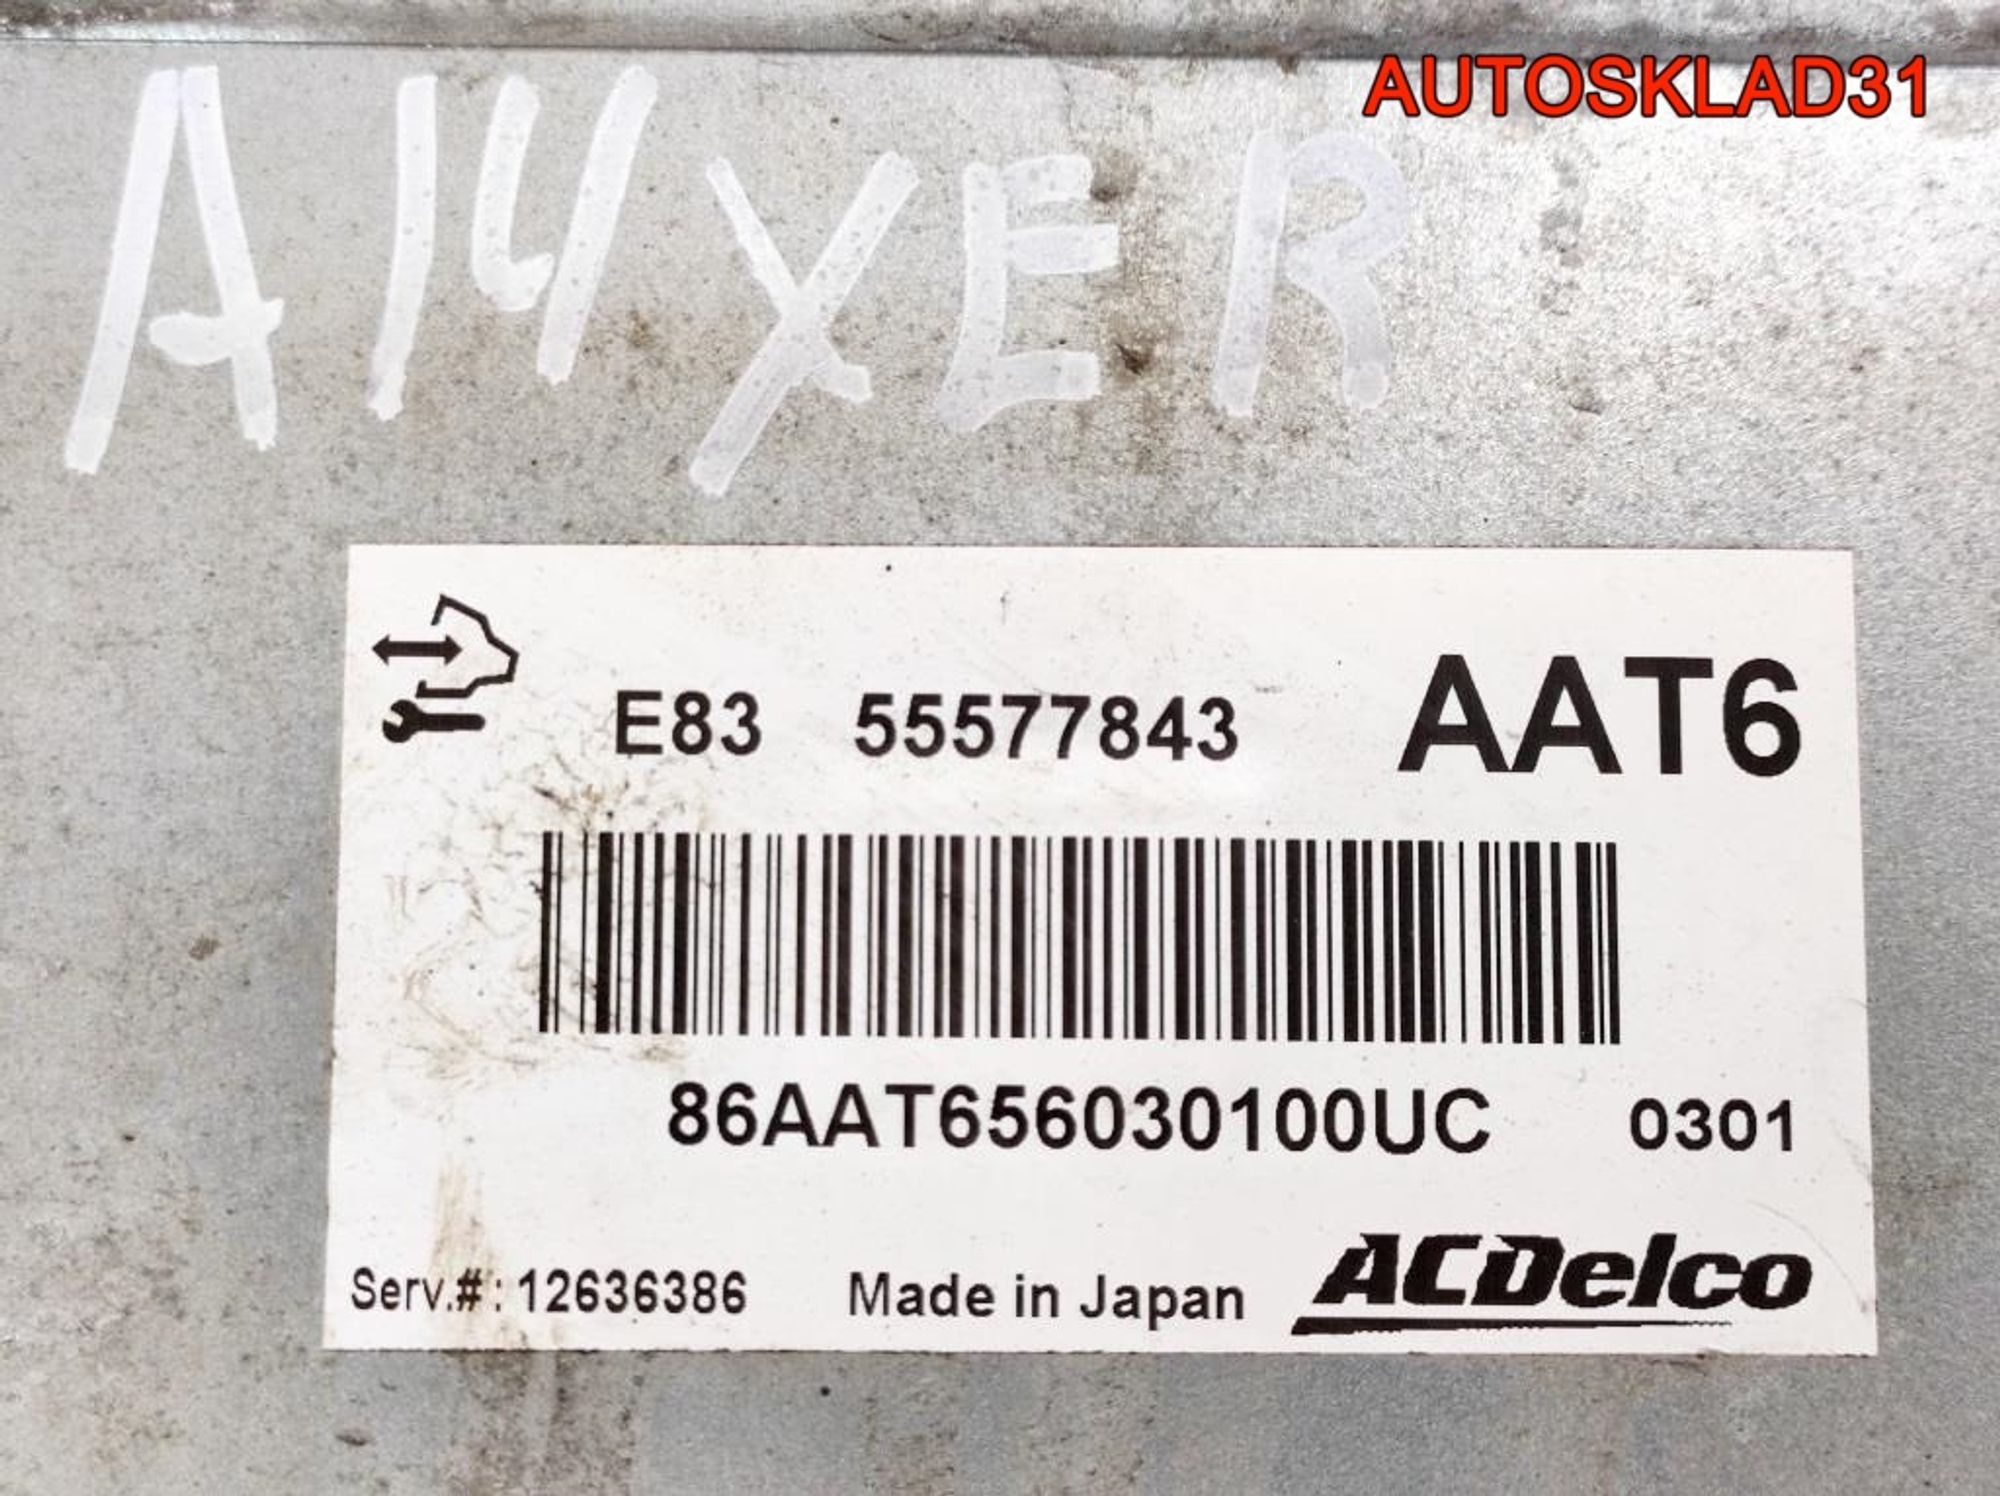 AUTOSKLAD31
A14XER
E83 55577843 AAT6
86AAT656030100UC 0301
Serv.#: 12636386 Made in Japan ACDelco